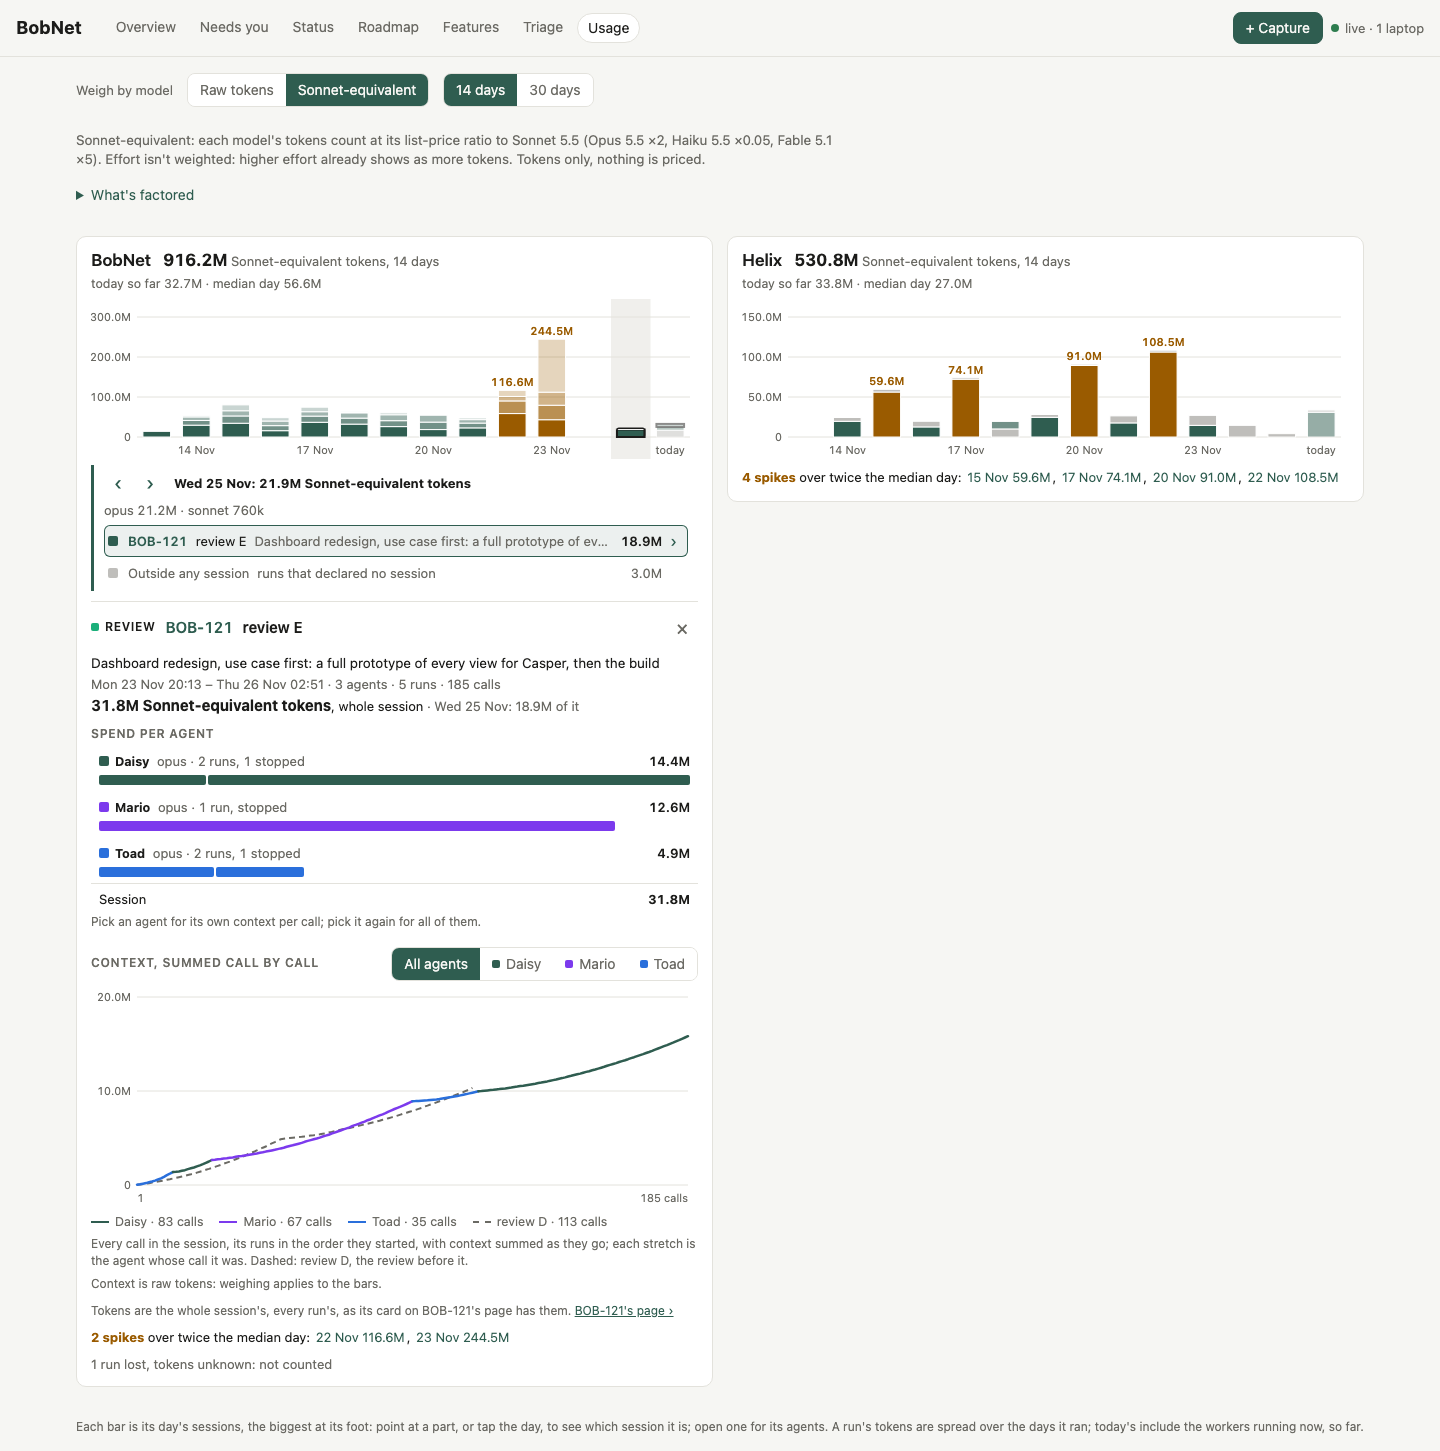 BobNet
Overview
Needs you
Status
Roadmap
Features
Triage
Usage
+ Capture
live · 1 laptop
Weigh by model
Raw tokens
Sonnet-equivalent
14 days
30 days
Sonnet-equivalent: each model's tokens count at its list-price ratio to Sonnet 5.5 (Opus 5.5 ×2, Haiku 5.5 ×0.05, Fable 5.1
×5). Effort isn't weighted: higher effort already shows as more tokens. Tokens only, nothing is priced.
▶ What's factored
BobNet 916.2M Sonnet-equivalent tokens, 14 days
today so far 32.7M · median day 56.6M
300.0M
200.0M
100.0M
0
116.6M
244.5M
14 Nov
17 Nov
20 Nov
23 Nov
today
‹ › Wed 25 Nov: 21.9M Sonnet-equivalent tokens
opus 21.2M · sonnet 760k
BOB-121 review E Dashboard redesign, use case first: a full prototype of ev... 18.9M ›
Outside any session runs that declared no session 3.0M
REVIEW BOB-121 review E ×
Dashboard redesign, use case first: a full prototype of every view for Casper, then the build
Mon 23 Nov 20:13 – Thu 26 Nov 02:51 · 3 agents · 5 runs · 185 calls
31.8M Sonnet-equivalent tokens, whole session · Wed 25 Nov: 18.9M of it
SPEND PER AGENT
Daisy opus · 2 runs, 1 stopped 14.4M
Mario opus · 1 run, stopped 12.6M
Toad opus · 2 runs, 1 stopped 4.9M
Session 31.8M
Pick an agent for its own context per call; pick it again for all of them.
CONTEXT, SUMMED CALL BY CALL
All agents
Daisy
Mario
Toad
20.0M
10.0M
0
1
185 calls
Daisy · 83 calls
Mario · 67 calls
Toad · 35 calls
review D · 113 calls
Every call in the session, its runs in the order they started, with context summed as they go; each stretch is
the agent whose call it was. Dashed: review D, the review before it.
Context is raw tokens: weighing applies to the bars.
Tokens are the whole session's, every run's, as its card on BOB-121's page has them. BOB-121's page ›
2 spikes over twice the median day: 22 Nov 116.6M, 23 Nov 244.5M
1 run lost, tokens unknown: not counted
Helix 530.8M Sonnet-equivalent tokens, 14 days
today so far 33.8M · median day 27.0M
150.0M
100.0M
50.0M
0
59.6M
74.1M
91.0M
108.5M
14 Nov
17 Nov
20 Nov
23 Nov
today
4 spikes over twice the median day: 15 Nov 59.6M, 17 Nov 74.1M, 20 Nov 91.0M, 22 Nov 108.5M
Each bar is its day's sessions, the biggest at its foot: point at a part, or tap the day, to see which session it is; open one for its agents. A run's tokens are spread over the days it ran; today's include the workers running now, so far.